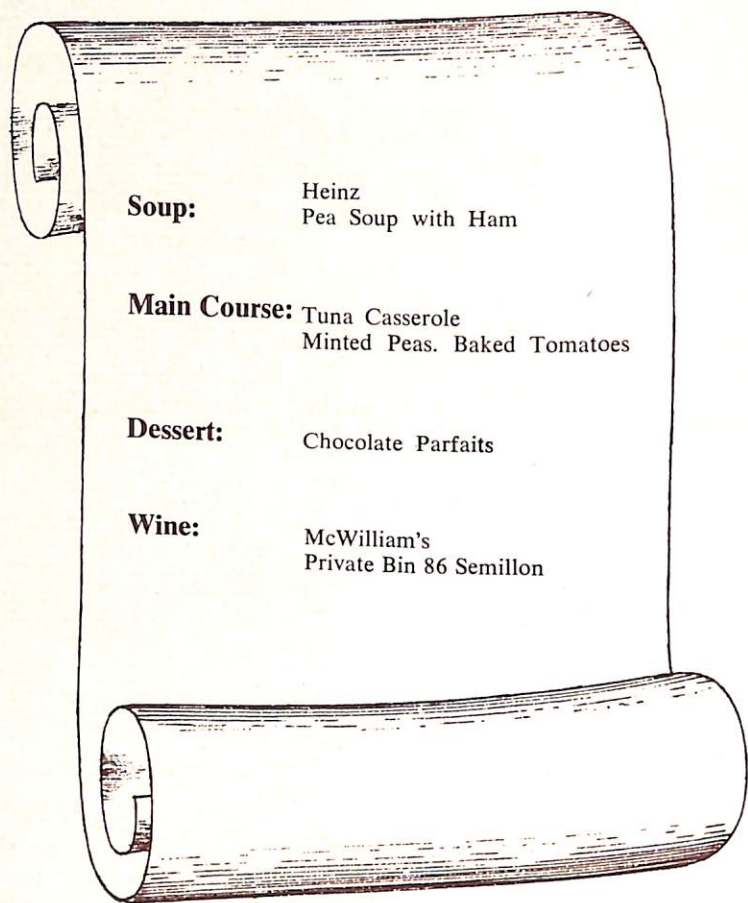 Soup: Heinz
Pea Soup with Ham
Main Course: Tuna Casserole
Minted Peas. Baked Tomatoes
Dessert: Chocolate Parfaits
Wine: McWilliam's
Private Bin 86 Semillon